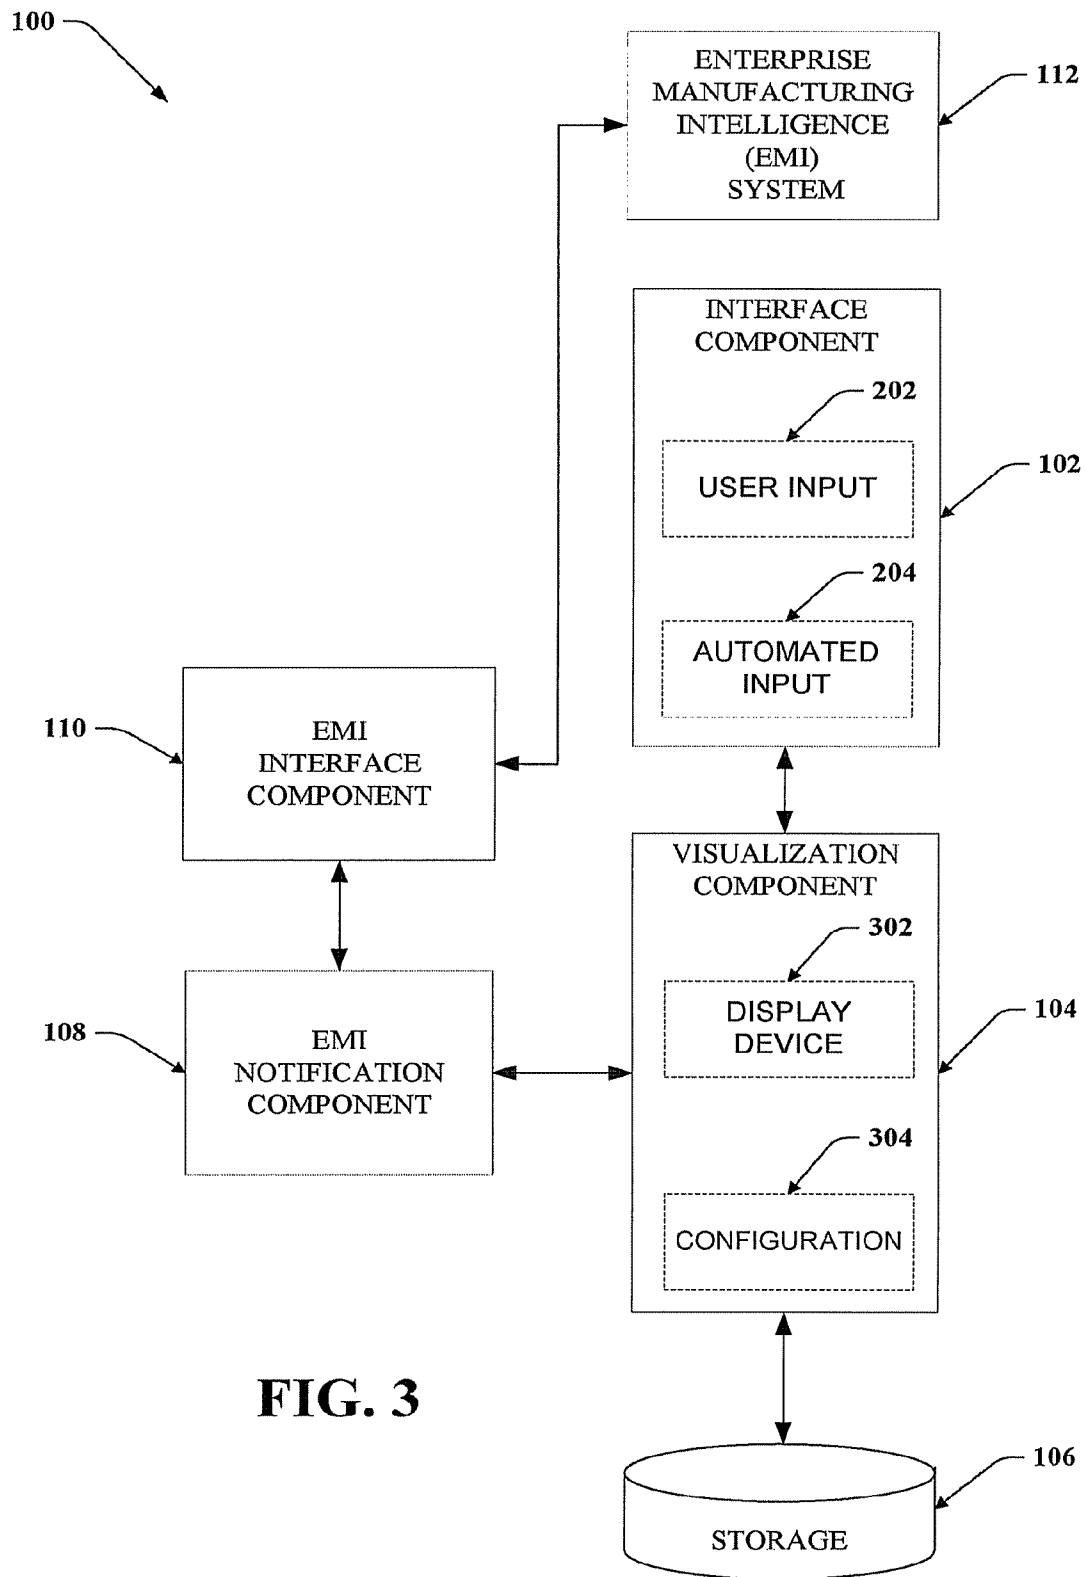 100
ENTERPRISE
MANUFACTURING
INTELLIGENCE
(EMI)
SYSTEM
112
INTERFACE
COMPONENT
202
USER INPUT
102
204
AUTOMATED
INPUT
110
EMI
INTERFACE
COMPONENT
VISUALIZATION
COMPONENT
302
DISPLAY
DEVICE
104
108
EMI
NOTIFICATION
COMPONENT
304
CONFIGURATION
FIG. 3
106
STORAGE